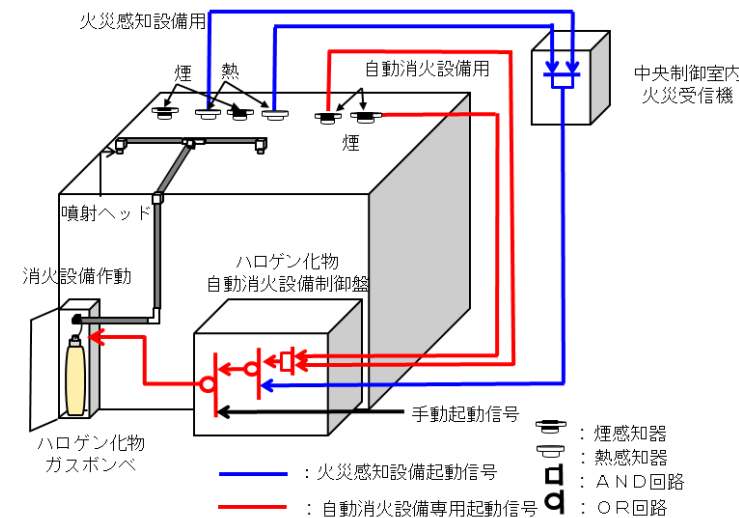 火災感知設備用
煙
熱
自動消火設備用
中央制御室内
火災受信機
煙
噴射ヘッド
消火設備作動
ハロゲン化物
自動消火設備制御盤
手動起動信号
ハロゲン化物
ガスボンベ
：煙感知器
：熱感知器
：火災感知設備起動信号
：ＡＮＤ回路
：自動消火設備専用起動信号
：ＯＲ回路